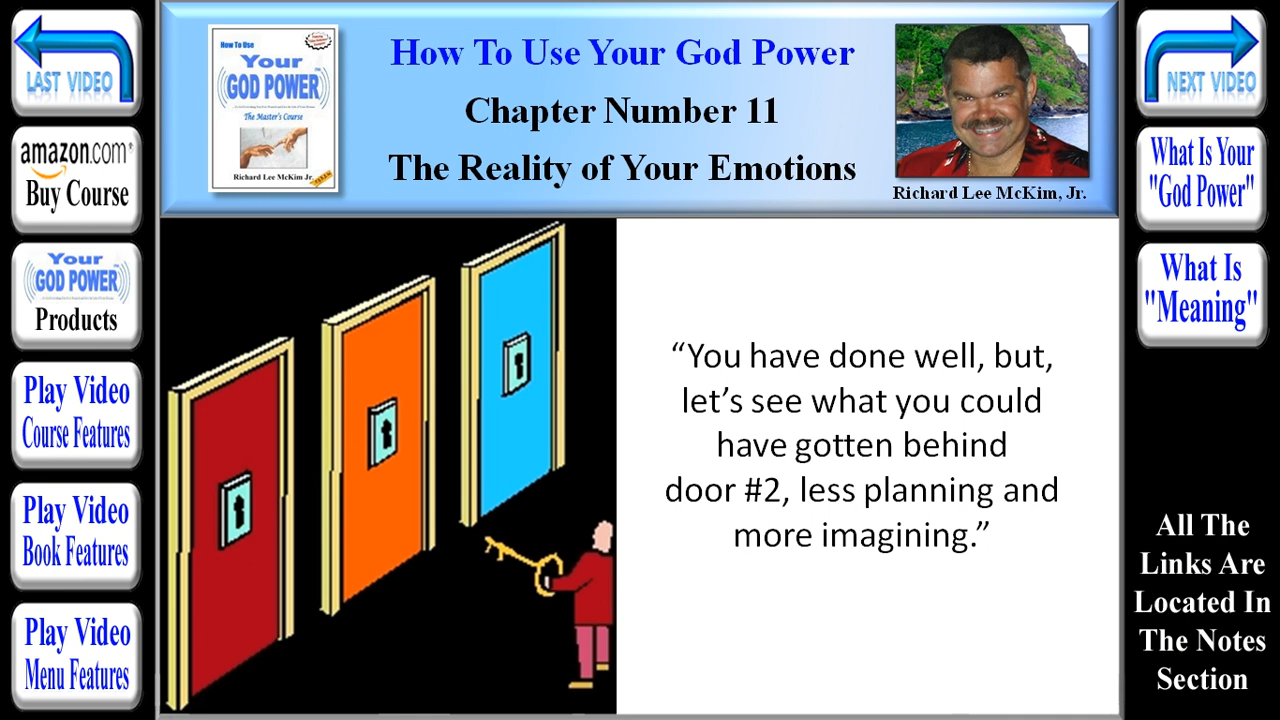 LAST VIDEO
amazon.com
Buy Course
Your
GOD POWER
Products
Play Video
Course Features
Play Video
Book Features
Play Video
Menu Features
How To Use
Your
GOD POWER
The Master's Course
Richard Lee McKim Jr.
How To Use Your God Power
Chapter Number 11
The Reality of Your Emotions
Richard Lee McKim, Jr.
“You have done well, but,
let’s see what you could
have gotten behind
door #2, less planning and
more imagining.”
NEXT VIDEO
What Is Your
"God Power"
What Is
"Meaning"
All The
Links Are
Located In
The Notes
Section